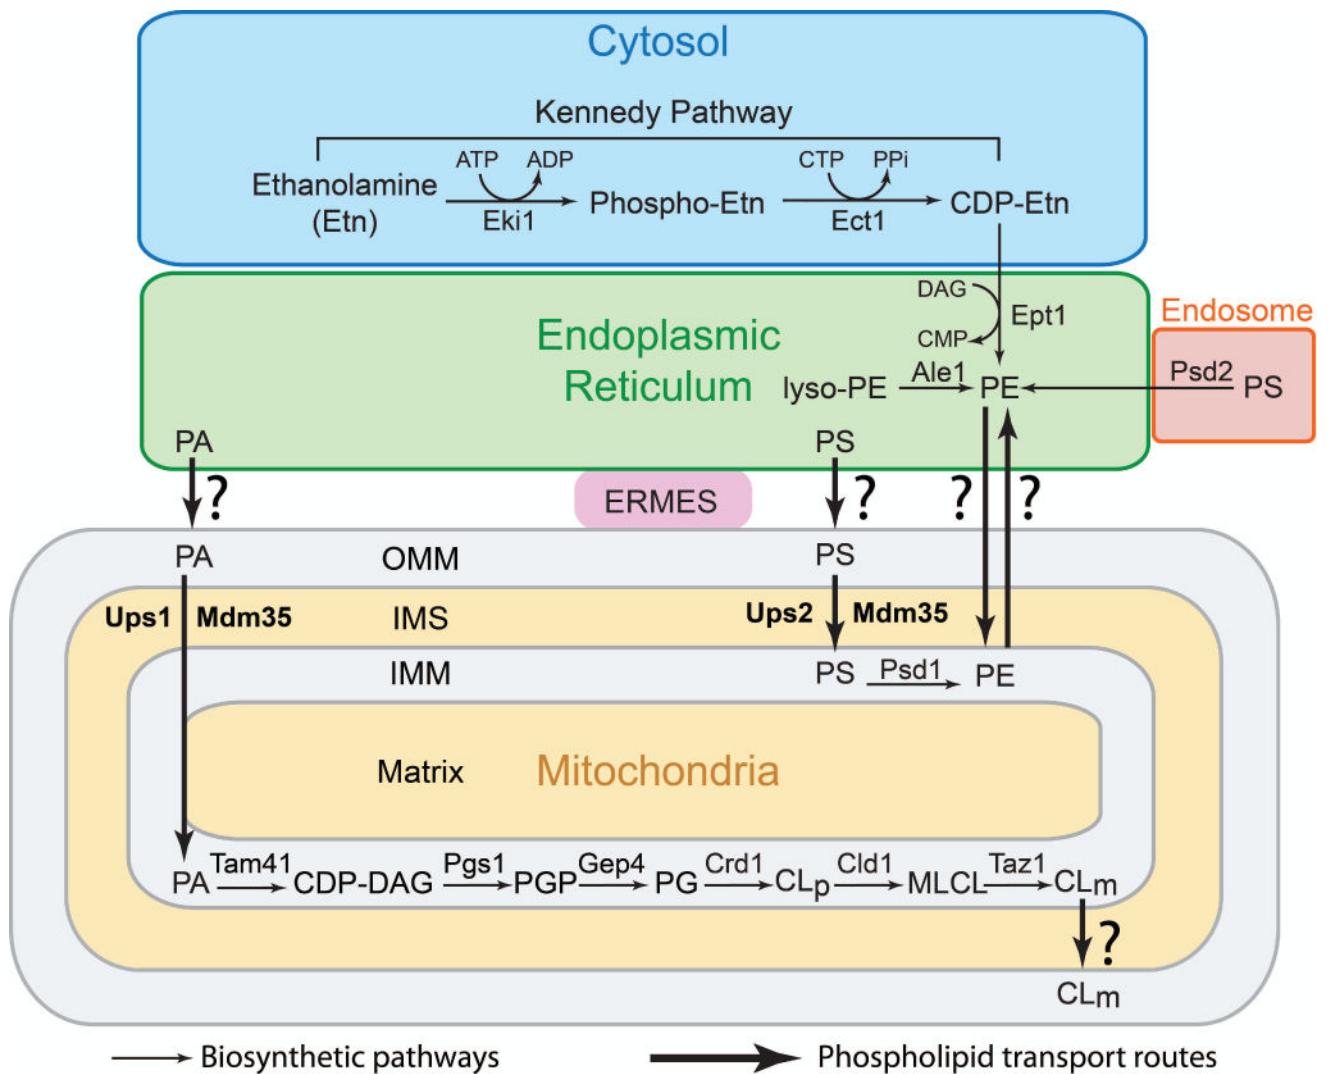 Cytosol
Kennedy Pathway
ATP ADP CTP PPi
Ethanolamine
(Etn)
Eki1
Phospho-Etn
Ect1
CDP-Etn
DAG
Ept1
CMP
Endoplasmic
Reticulum
Endosome
lyso-PE Ale1 PE Psd2 PS
PA PS
? ? ? ?
ERMES
PA OMM PS
Ups1 Mdm35 IMS Ups2 Mdm35
IMM PS Psd1 PE
Matrix Mitochondria
PA Tam41 CDP-DAG Pgs1 PGP Gep4 PG Crd1 CLp Cld1 MLCL Taz1 CLm
?
CLm
Biosynthetic pathways Phospholipid transport routes